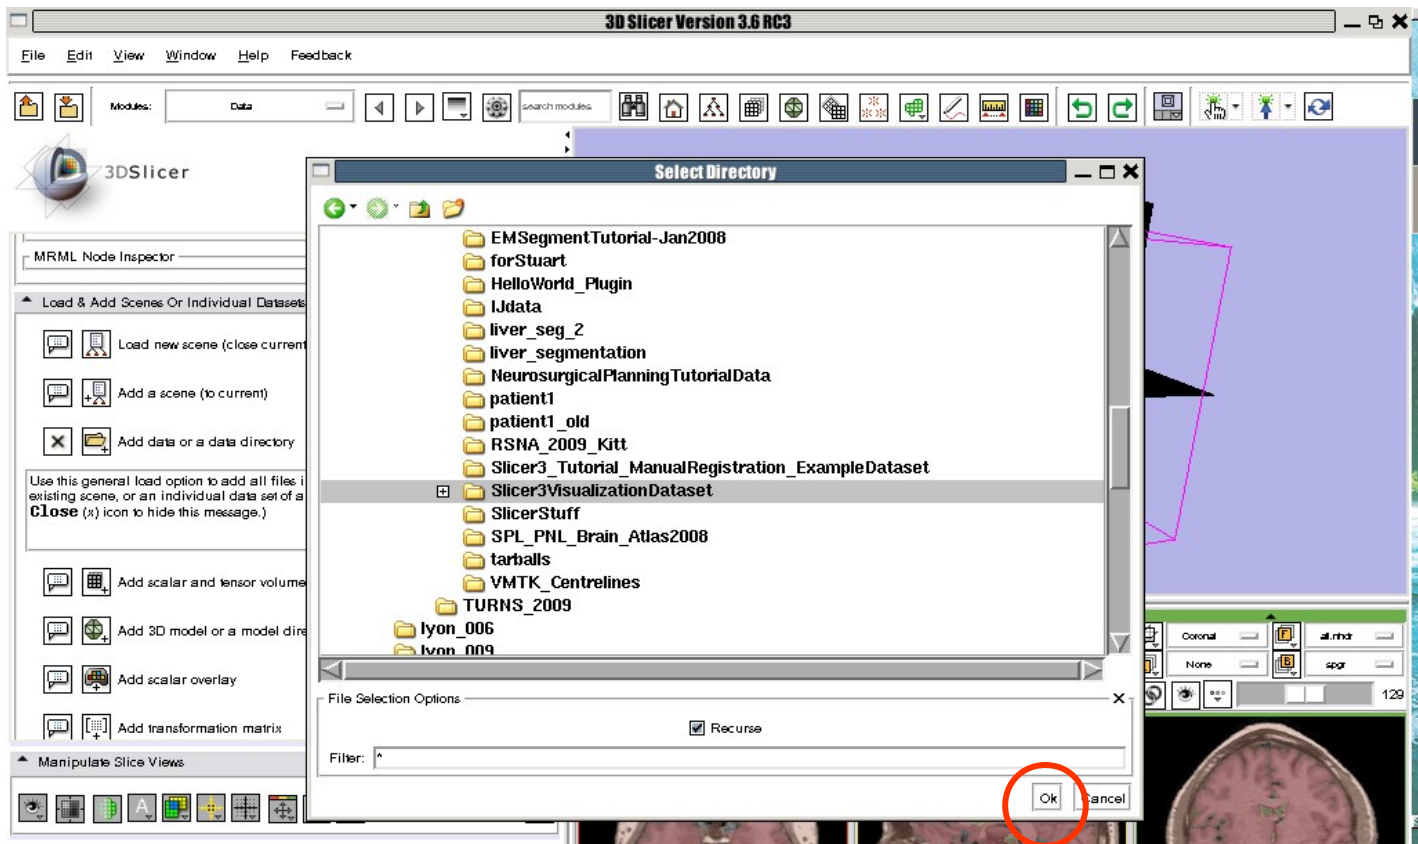 3D Slicer Version 3.6 RC3
File Edit View Window Help Feedback
Modules: Data search modules
3DSlicer
MRML Node Inspector
Load & Add Scenes Or Individual Datasets
Load new scene (close current
Add a scene (to current)
Add data or a data directory
Use this general load option to add all files i
existing scene, or an individual data set of a
Close (x) icon to hide this message.)
Add scalar and tensor volume
Add 3D model or a model dire
Add scalar overlay
Add transformation matrix
Manipulate Slice Views
Select Directory
EMSegmentTutorial-Jan2008
forStuart
HelloWorld_Plugin
IJdata
liver_seg_2
liver_segmentation
NeurosurgicalPlanningTutorialData
patient1
patient1_old
RSNA_2009_Kitt
Slicer3_Tutorial_ManualRegistration_ExampleDataset
Slicer3VisualizationDataset
SlicerStuff
SPL_PNL_Brain_Atlas2008
tarballs
VMTK_Centrelines
TURNS_2009
lyon_006
lyon_009
File Selection Options
Recurse
Filter: ^
Ok Cancel
Coronal F all.nhdr
None B spgr
129